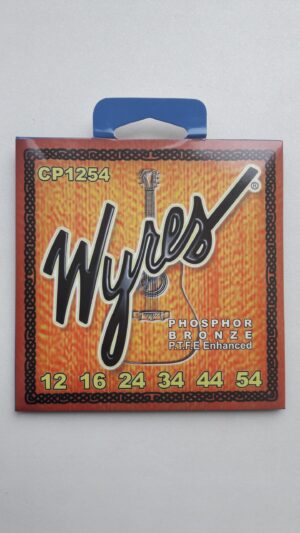 CP1254
Wyres®
PHOSPHOR
BRONZE
P.T.F.E Enhanced
12 16 24 34 44 54